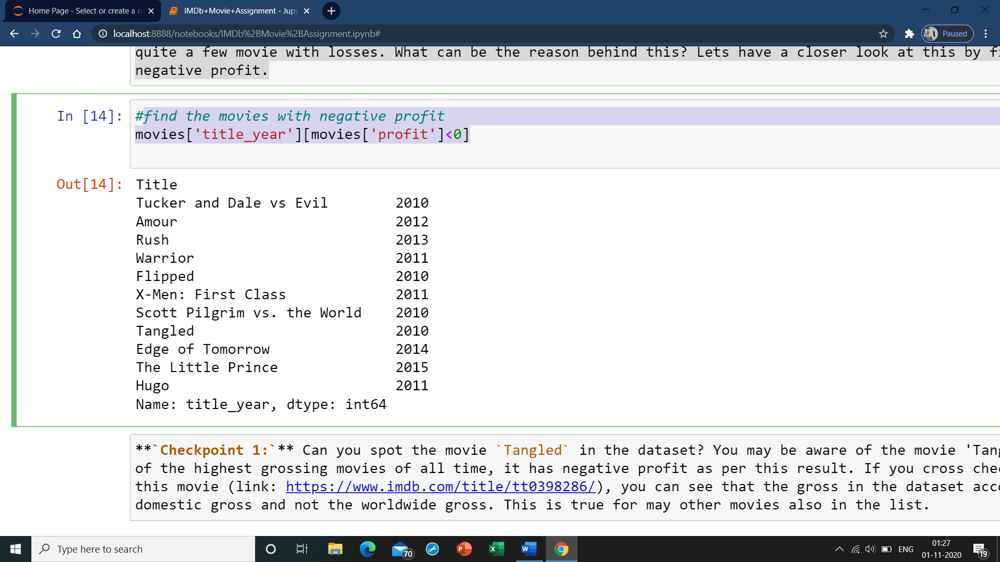 Home Page - Select or create a n
IMDb+Movie+Assignment - Jupy
localhost:8888/notebooks/IMDb%2BMovie%2BAssignment.ipynb#
Paused
quite a few movie with losses. What can be the reason behind this? Lets have a closer look at this by fi
negative profit.
In [14]:
#find the movies with negative profit
movies['title_year'][movies['profit']<0]
Out[14]:
Title
Tucker and Dale vs Evil 2010
Amour 2012
Rush 2013
Warrior 2011
Flipped 2010
X-Men: First Class 2011
Scott Pilgrim vs. the World 2010
Tangled 2010
Edge of Tomorrow 2014
The Little Prince 2015
Hugo 2011
Name: title_year, dtype: int64
**`Checkpoint 1:`** Can you spot the movie `Tangled` in the dataset? You may be aware of the movie 'Tang
of the highest grossing movies of all time, it has negative profit as per this result. If you cross chec
this movie (link: https://www.imdb.com/title/tt0398286/), you can see that the gross in the dataset acco
domestic gross and not the worldwide gross. This is true for may other movies also in the list.
Type here to search
70
P
X
W
ENG
01:27
01-11-2020
19